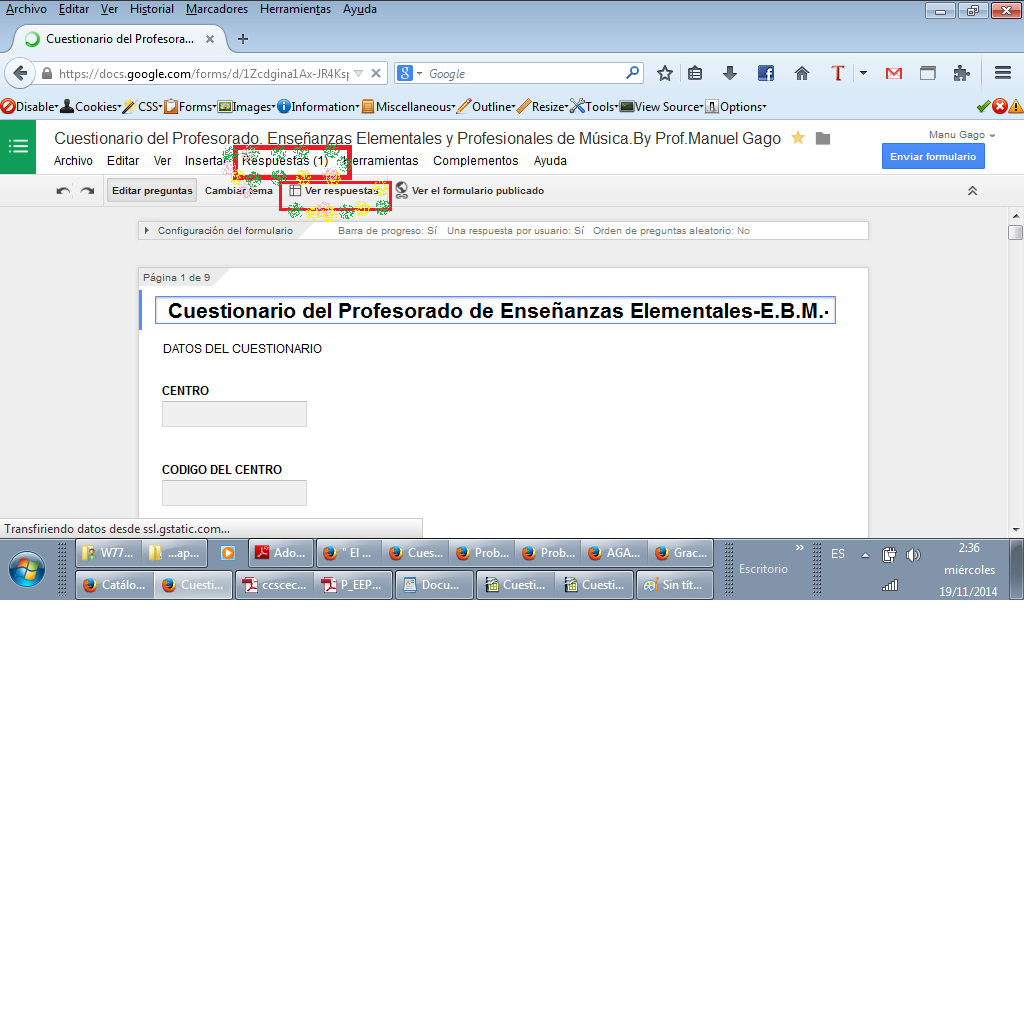 Archivo Editar Ver Historial Marcadores Herramientas Ayuda
Cuestionario del Profesora...
https://docs.google.com/forms/d/1Zcdgina1Ax-JR4Ksp
8 Google
Disable Cookies CSS Forms Images Information Miscellaneous Outline Resize Tools View Source Options
Cuestionario del Profesorado. Enseñanzas Elementales y Profesionales de Música.By Prof.Manuel Gago
Manu Gago
Archivo Editar Ver Insertar Respuestas (1) Herramientas Complementos Ayuda
Enviar formulario
Editar preguntas Cambiar tema Ver respuestas Ver el formulario publicado
Configuración del formulario Barra de progreso: Sí Una respuesta por usuario: Sí Orden de preguntas aleatorio: No
Página 1 de 9
Cuestionario del Profesorado de Enseñanzas Elementales-E.B.M.-
DATOS DEL CUESTIONARIO
CENTRO
CODIGO DEL CENTRO
Transfiriendo datos desde ssl.gstatic.com...
W77... ...ap... Ado... " El ... Cues... Prob... Prob... AGA... Grac...
Catálo... Cuesti... ccscec... P_EEP... Docu... Cuesti... Cuesti... Sin tít...
Escritorio
ES
2:36
miércoles
19/11/2014